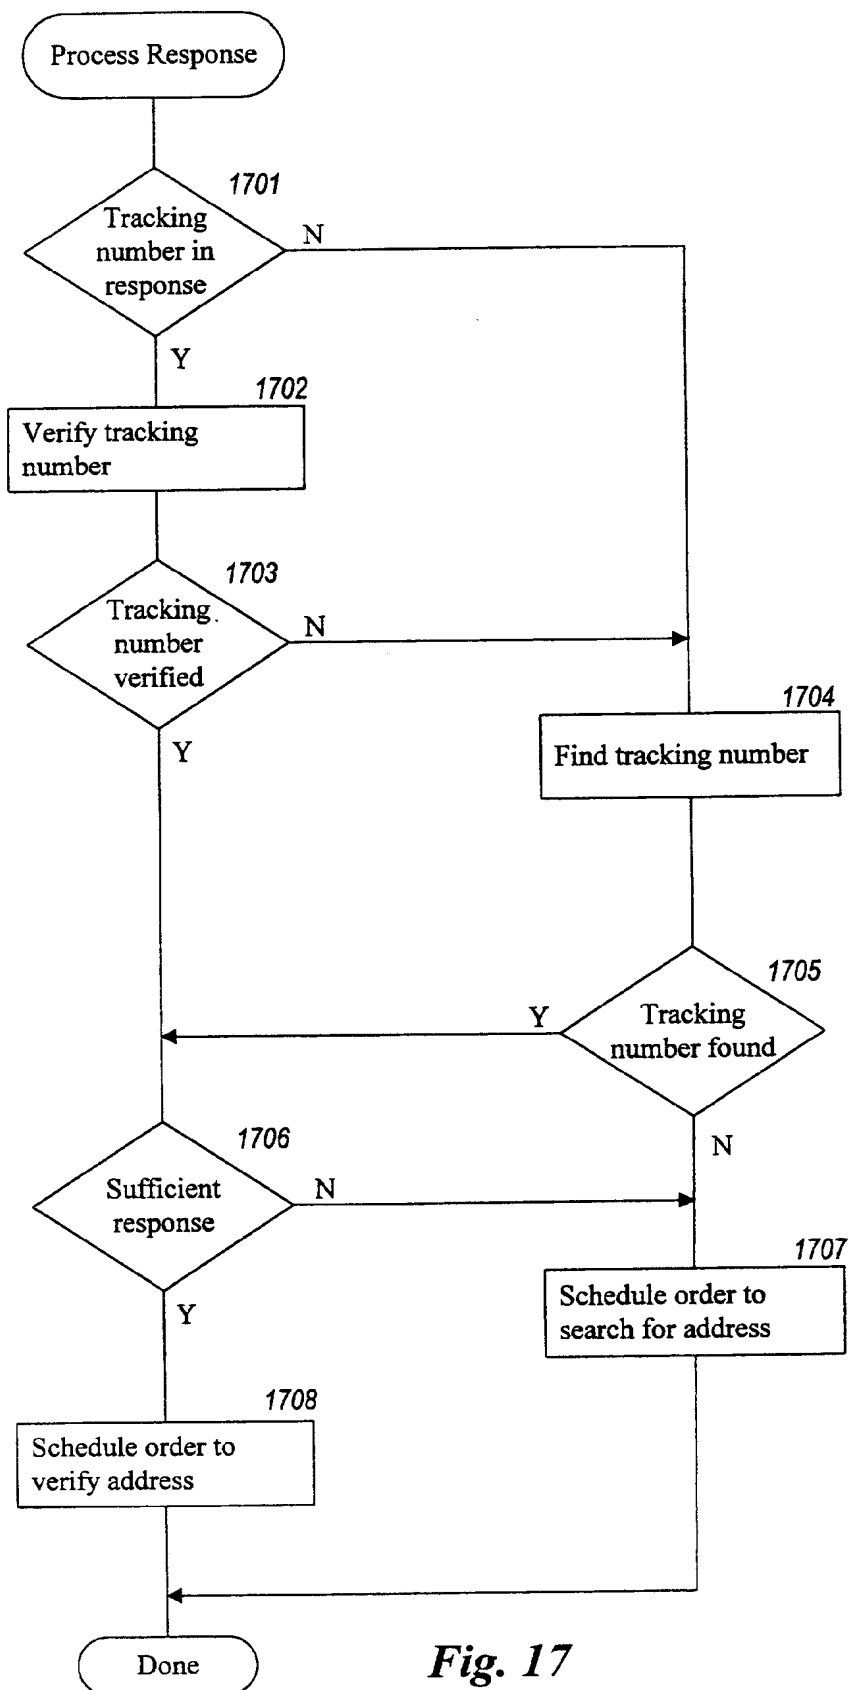 Process Response
1701
Tracking
number in
response
N
Y
1702
Verify tracking
number
1703
Tracking
number
verified
N
Y
1704
Find tracking number
1705
Tracking
number found
Y
N
1706
Sufficient
response
N
Y
1707
Schedule order to
search for address
1708
Schedule order to
verify address
Done
Fig. 17